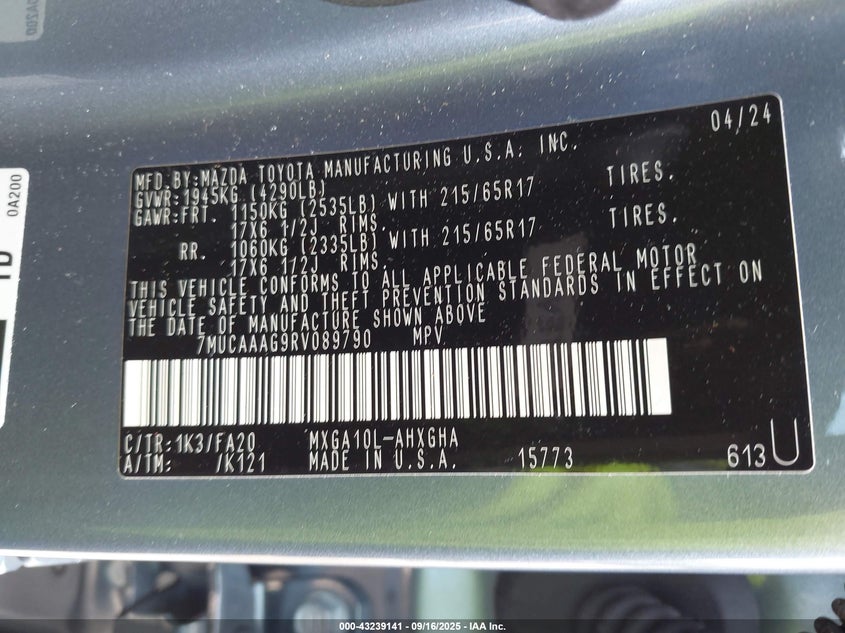 04/24
MFD.BY:MAZDA TOYOTA MANUFACTURING U.S.A. INC.
GVWR:1945KG (4290LB)
GAWR:FRT. 1150KG (2535LB) WITH 215/65R17 TIRES.
17X6 1/2J RIMS.
RR. 1060KG (2335LB) WITH 215/65R17 TIRES.
17X6 1/2J RIMS.
THIS VEHICLE CONFORMS TO ALL APPLICABLE FEDERAL MOTOR
VEHICLE SAFETY AND THEFT PREVENTION STANDARDS IN EFFECT ON
THE DATE OF MANUFACTURE SHOWN ABOVE
7MUCAAAG9RV089790 MPV
C/TR:1K3/FA20 MXGA10L-AHXGHA
A/TM: /K121 MADE IN U.S.A. 15773 613U
0A200
000-43239141 - 09/16/2025 - IAA Inc.